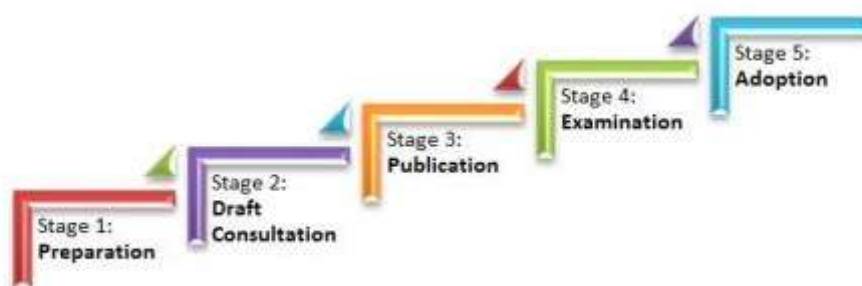 Stage 1:
Preparation
Stage 2:
Draft
Consultation
Stage 3:
Publication
Stage 4:
Examination
Stage 5:
Adoption